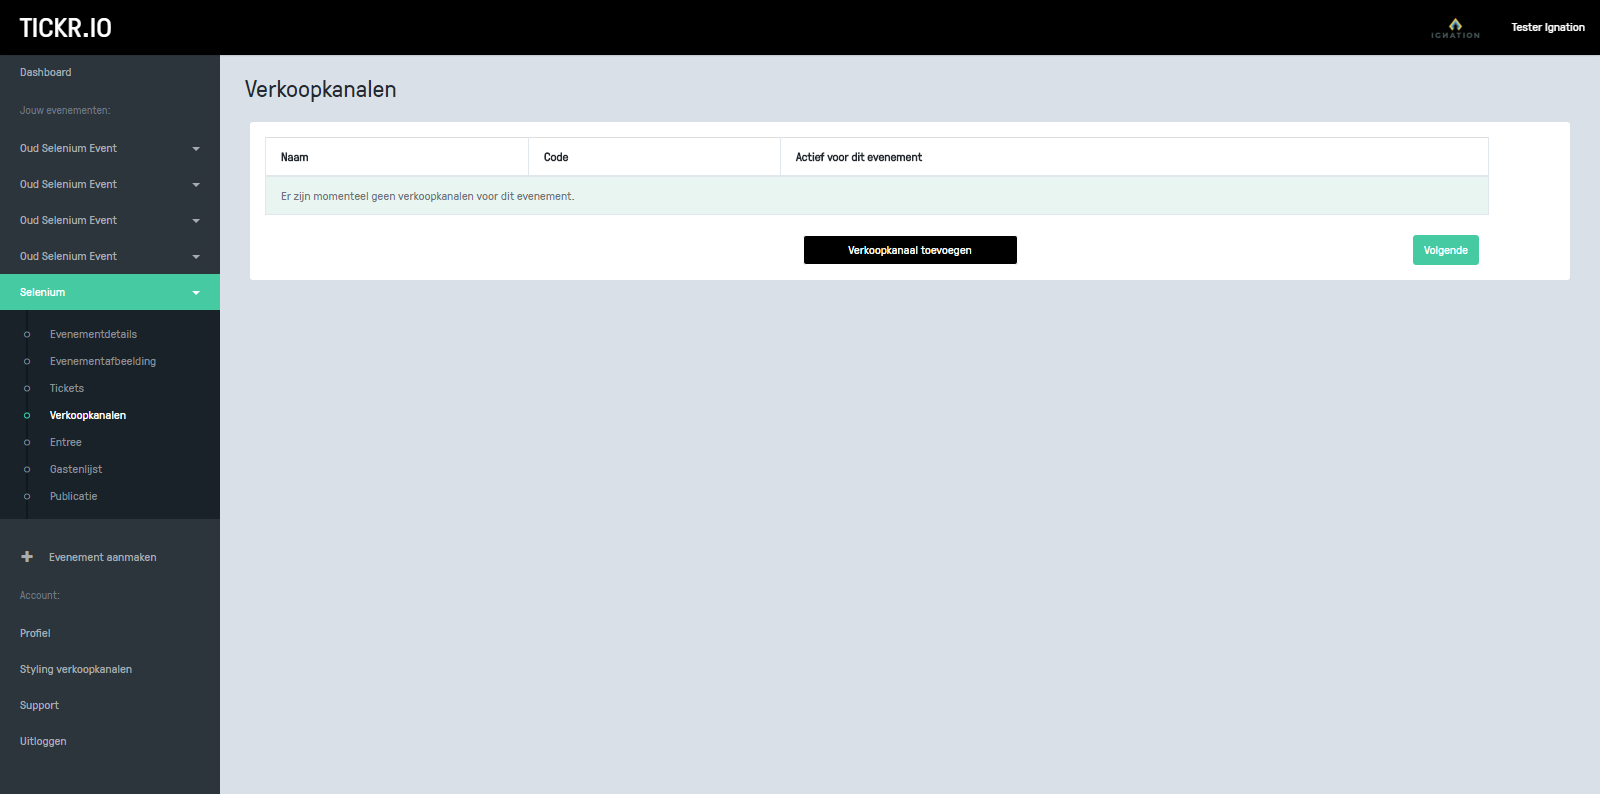 TICKR.IO
IGNATION
Tester Ignation
Dashboard
Jouw evenementen:
Oud Selenium Event
Oud Selenium Event
Oud Selenium Event
Oud Selenium Event
Selenium
Evenementdetails
Evenementafbeelding
Tickets
Verkoopkanalen
Entree
Gastenlijst
Publicatie
Evenement aanmaken
Account:
Profiel
Styling verkoopkanalen
Support
Uitloggen
Verkoopkanalen
Naam Code Actief voor dit evenement
Er zijn momenteel geen verkoopkanalen voor dit evenement.
Verkoopkanaal toevoegen Volgende